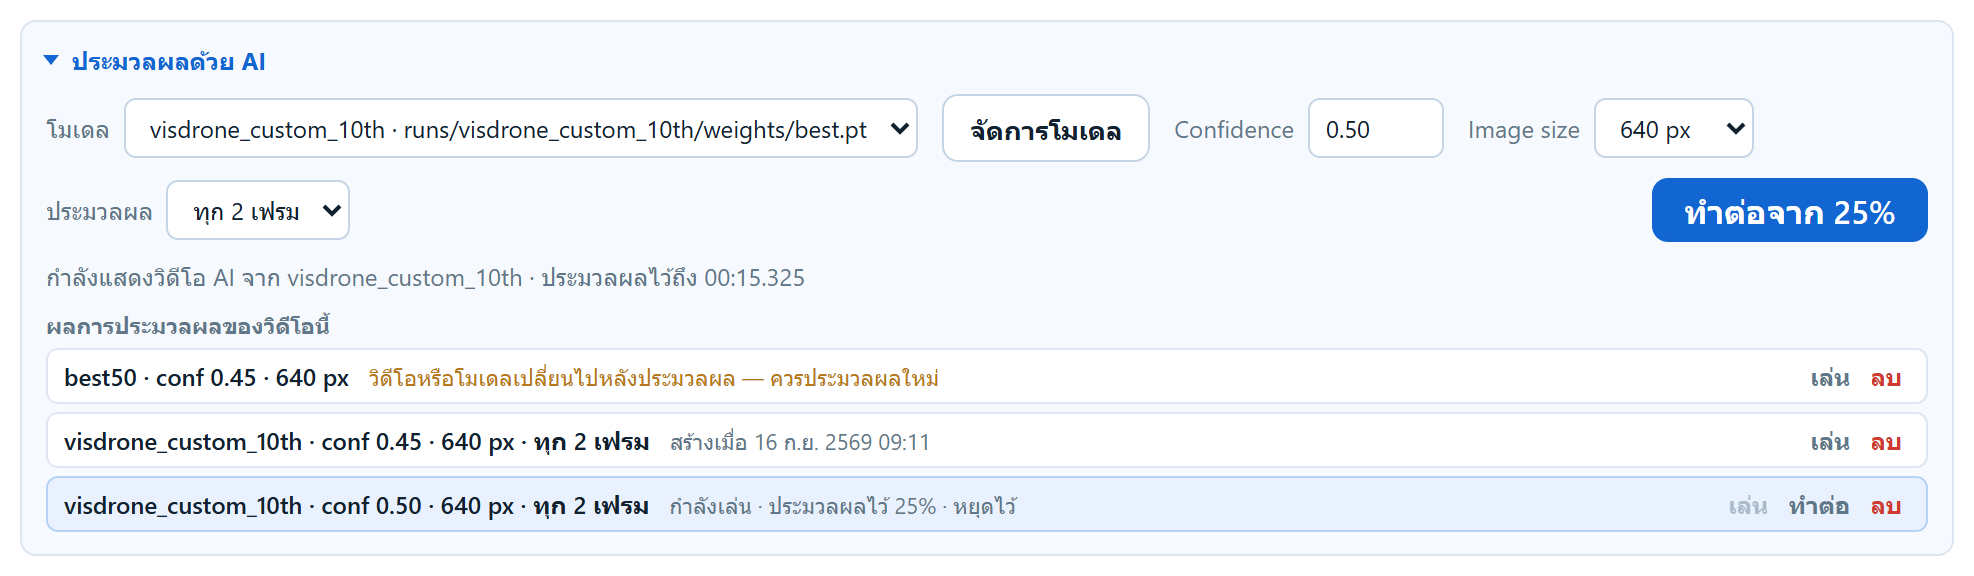 ประมวลผลด้วย AI
โมเดล visdrone_custom_10th · runs/visdrone_custom_10th/weights/best.pt จัดการโมเดล Confidence 0.50 Image size 640 px
ประมวลผล ทุก 2 เฟรม ทำต่อจาก 25%
กำลังแสดงวิดีโอ AI จาก visdrone_custom_10th · ประมวลผลไว้ถึง 00:15.325
ผลการประมวลผลของวิดีโอนี้
best50 · conf 0.45 · 640 px วิดีโอหรือโมเดลเปลี่ยนไปหลังประมวลผล — ควรประมวลผลใหม่ เล่น ลบ
visdrone_custom_10th · conf 0.45 · 640 px · ทุก 2 เฟรม สร้างเมื่อ 16 ก.ย. 2569 09:11 เล่น ลบ
visdrone_custom_10th · conf 0.50 · 640 px · ทุก 2 เฟรม กำลังเล่น · ประมวลผลไว้ 25% · หยุดไว้ เล่น ทำต่อ ลบ